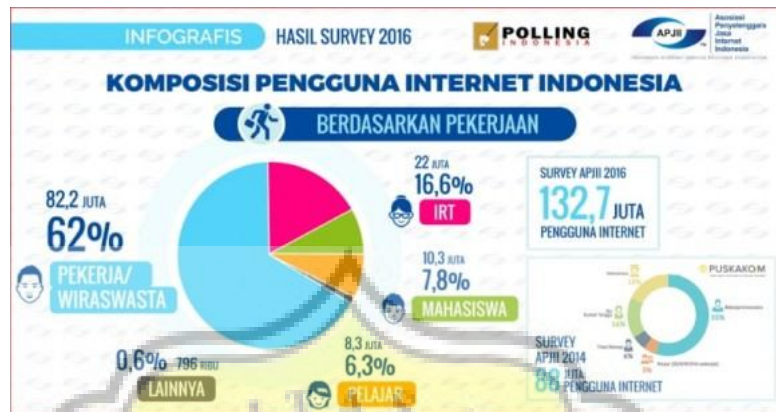 INFOGRAFIS
HASIL SURVEY 2016
POLLING
INDONESIA
APJII
Asosiasi
Penyelenggara
Jasa
Internet
Indonesia
KOMPOSISI PENGGUNA INTERNET INDONESIA
BERDASARKAN PEKERJAAN
82,2 JUTA
62%
PEKERJA/
WIRASWASTA
22 JUTA
16,6%
IRT
10,3 JUTA
7,8%
MAHASISWA
8,3 JUTA
6,3%
PELAJAR
0,6% 796 RIBU
LAINNYA
SURVEY APJII 2016
132,7 JUTA
PENGGUNA INTERNET
PUSKAKOM
SURVEY
APJII 2014
88 JUTA
PENGGUNA INTERNET